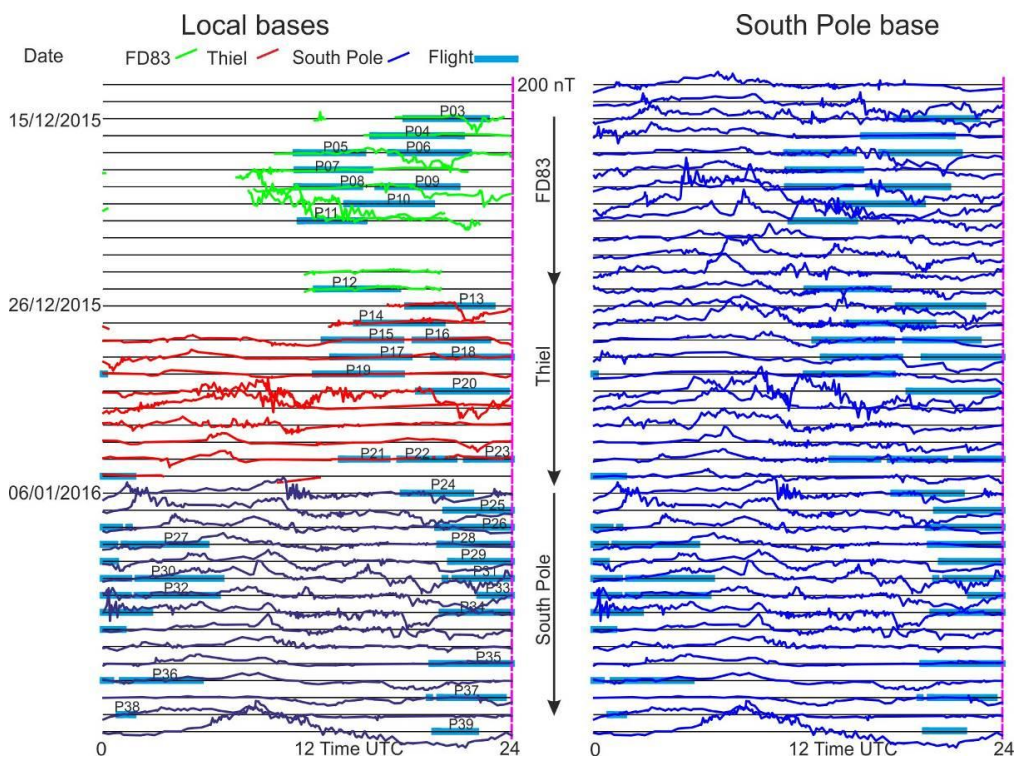 Local bases
South Pole base
Date
FD83
Thiel
South Pole
Flight
200 nT
15/12/2015
P03
P04
P05
P06
P07
P08
P09
P10
P11
FD83
P12
26/12/2015
P13
P14
P15
P16
P17
P18
Thiel
P19
P20
P21
P22
P23
06/01/2016
P24
P25
P26
P27
P28
P29
P30
P31
P32
P33
P34
South Pole
P35
P36
P37
P38
P39
0
12 Time UTC
24
0
12 Time UTC
24